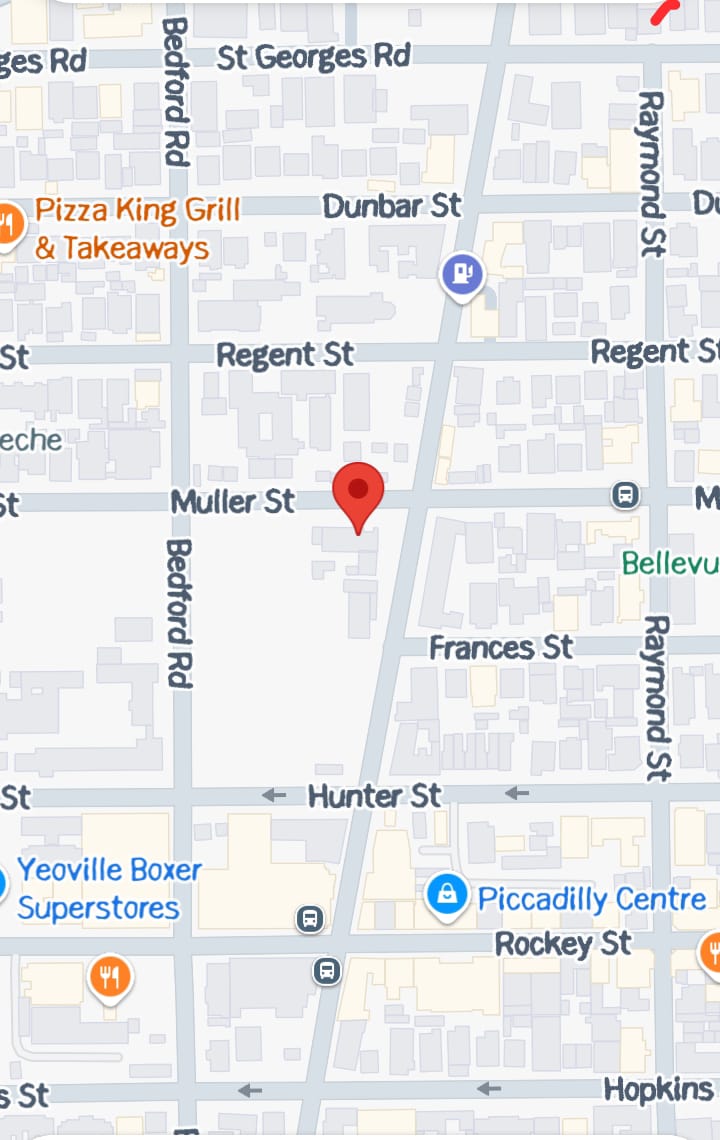 ges Rd
Bedford Rd
St Georges Rd
Raymond St
Pizza King Grill
& Takeaways
Dunbar St
Du
St
Regent St
Regent St
eche
St
Muller St
M
Bedford Rd
Bellevu
Frances St
Raymond St
St
Hunter St
Yeoville Boxer
Superstores
Piccadilly Centre
Rockey St
s St
Hopkins